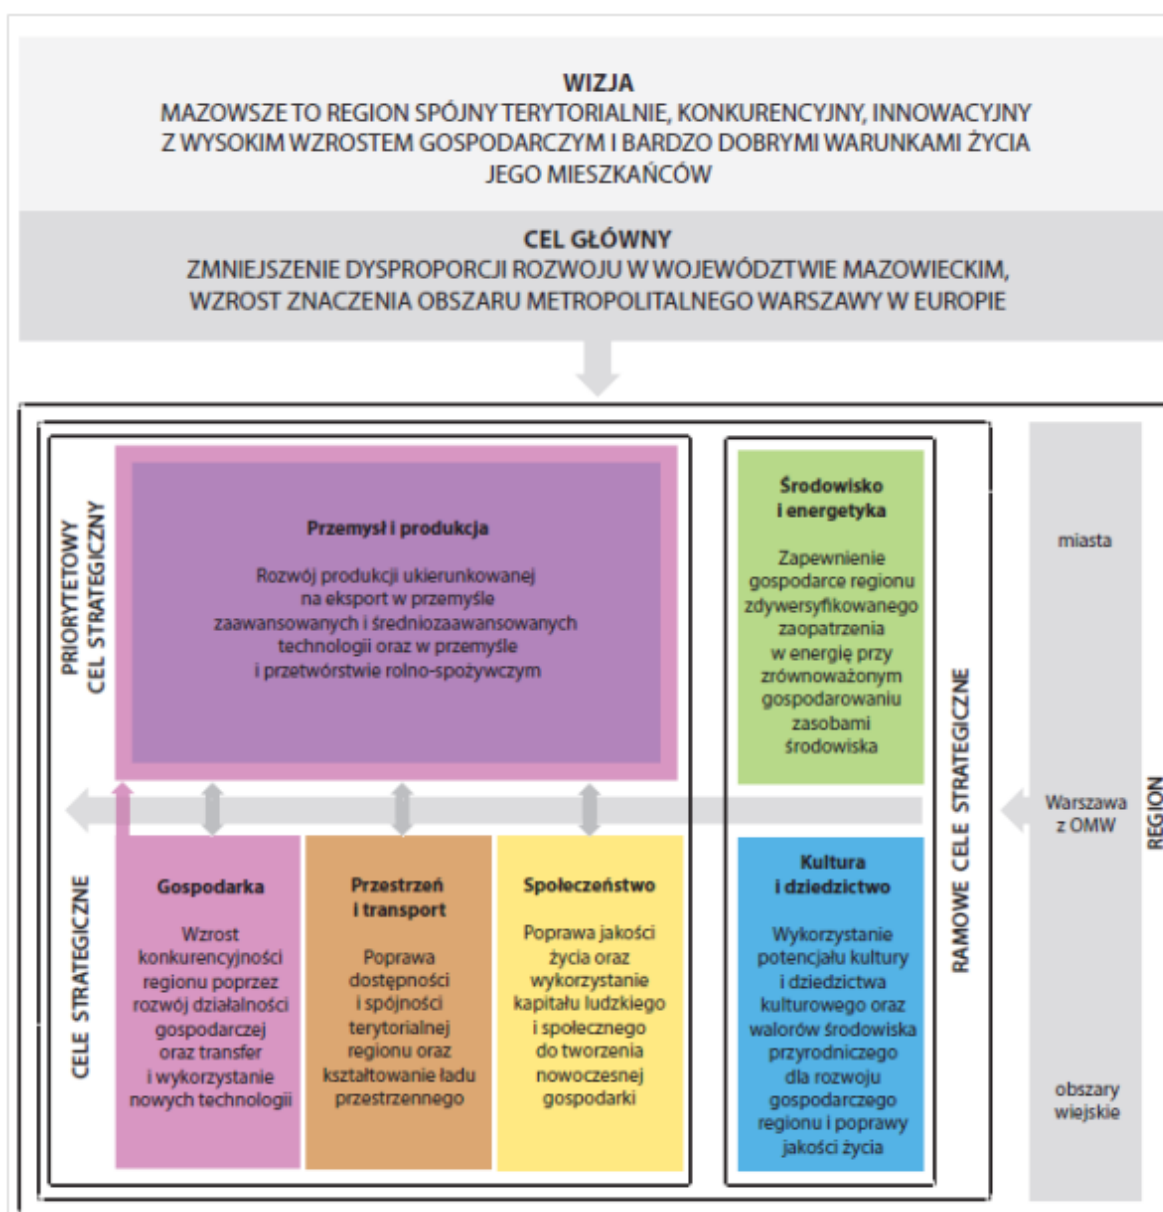 WIZJA
MAZOWSZE TO REGION SPÓJNY TERYTORIALNIE, KONKURENCYJNY, INNOWACYJNY
Z WYSOKIM WZROSTEM GOSPODARCZYM I BARDZO DOBRYMI WARUNKAMI ŻYCIA
JEGO MIESZKAŃCÓW
CEL GŁÓWNY
ZMNIEJSZENIE DYSPROPORCJI ROZWOJU W WOJEWÓDZTWIE MAZOWIECKIM,
WZROST ZNACZENIA OBSZARU METROPOLITALNEGO WARSZAWY W EUROPIE
PRIORYTETOWY
CEL STRATEGICZNY
Przemysł i produkcja
Rozwój produkcji ukierunkowanej
na eksport w przemyśle
zaawansowanych i średniozaawansowanych
technologii oraz w przemyśle
i przetwórstwie rolno-spożywczym
Środowisko
i energetyka
Zapewnienie
gospodarce regionu
zdywersyfikowanego
zaopatrzenia
w energię przy
zrównoważonym
gospodarowaniu
zasobami
środowiska
CELE STRATEGICZNE
Gospodarka
Wzrost
konkurencyjności
regionu poprzez
rozwój działalności
gospodarczej
oraz transfer
i wykorzystanie
nowych technologii
Przestrzeń
i transport
Poprawa
dostępności
i spójności
terytorialnej
regionu oraz
kształtowanie ładu
przestrzennego
Społeczeństwo
Poprawa jakości
życia oraz
wykorzystanie
kapitału ludzkiego
i społecznego
do tworzenia
nowoczesnej
gospodarki
Kultura
i dziedzictwo
Wykorzystanie
potencjału kultury
i dziedzictwa
kulturowego oraz
walorów środowiska
przyrodniczego
dla rozwoju
gospodarczego
regionu i poprawy
jakości życia
RAMOWE CELE STRATEGICZNE
miasta
Warszawa
z OMW
obszary
wiejskie
REGION